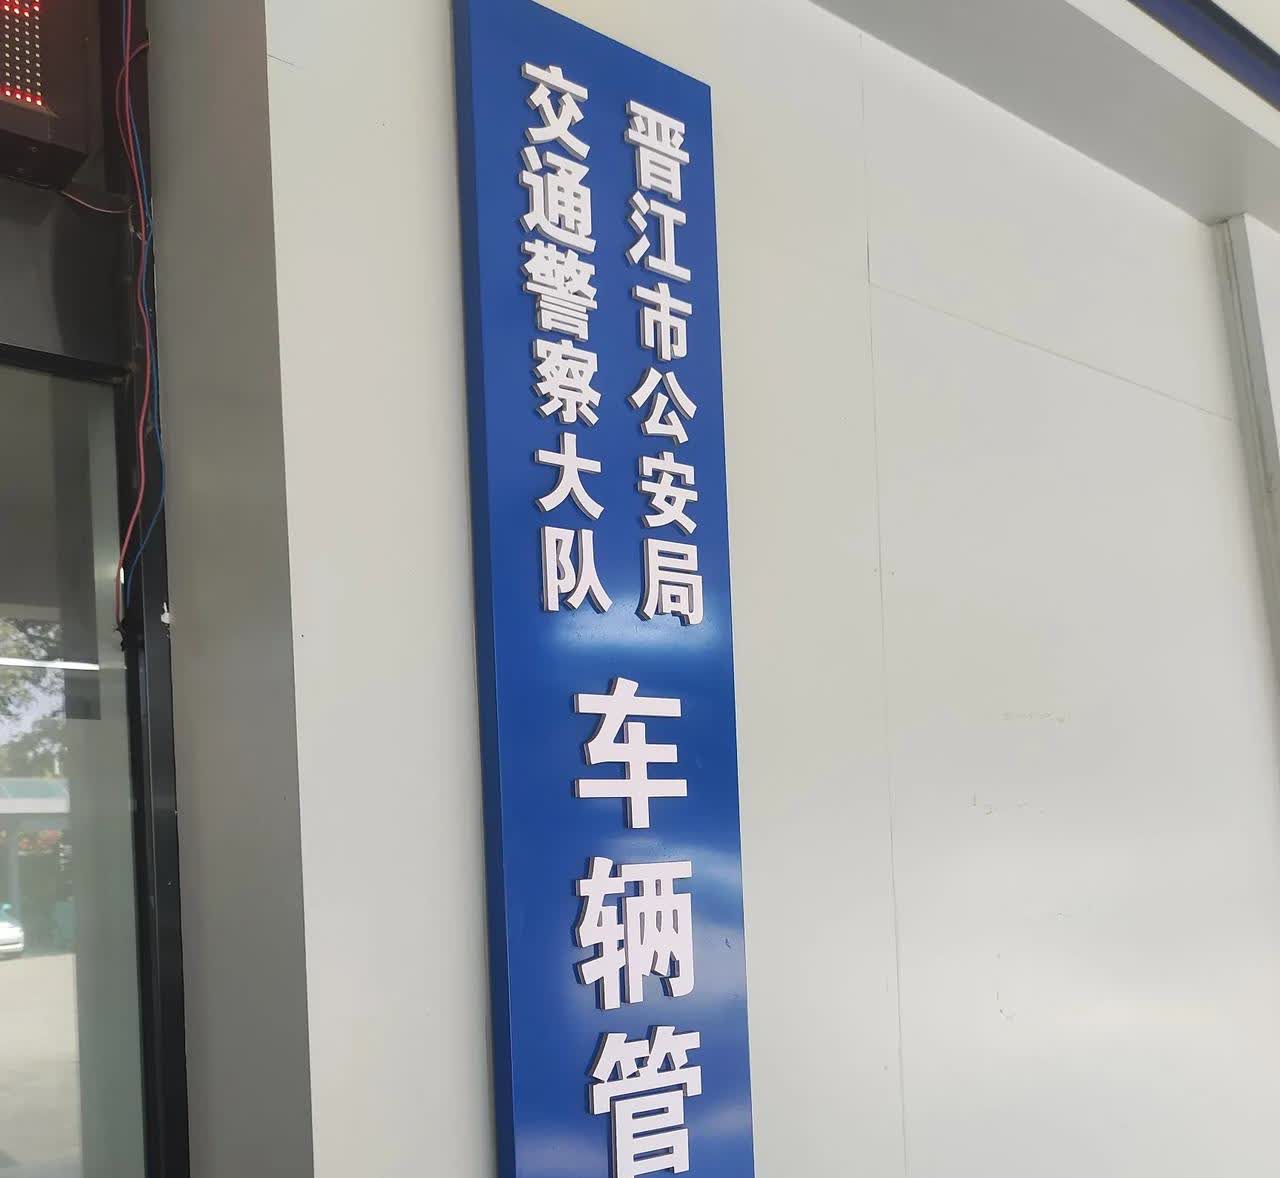 晋江市公安局
交通警察大队
车辆管